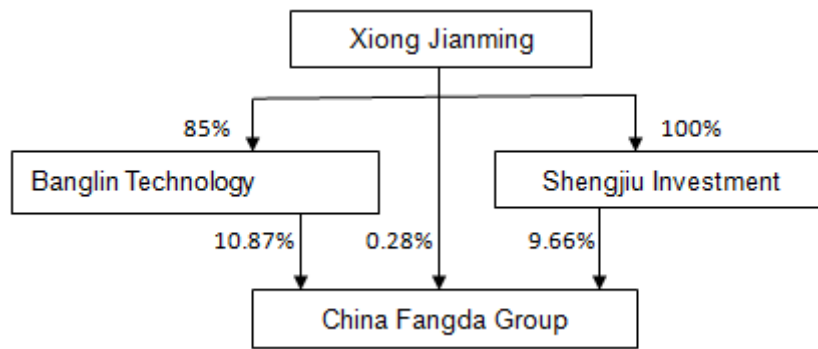 Xiong Jianming
85%
100%
Banglin Technology
Shengjiu Investment
10.87%
0.28%
9.66%
China Fangda Group